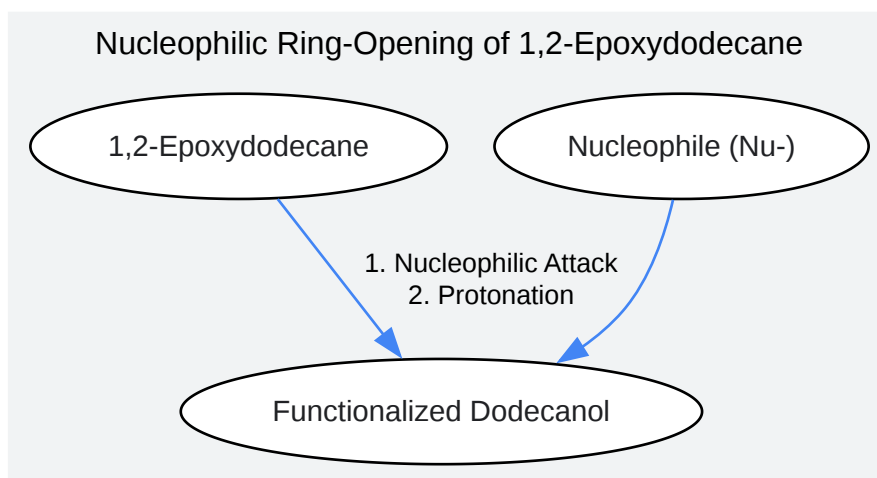 Nucleophilic Ring-Opening of 1,2-Epoxydodecane
1,2-Epoxydodecane
Nucleophile (Nu-)
1. Nucleophilic Attack
2. Protonation
Functionalized Dodecanol